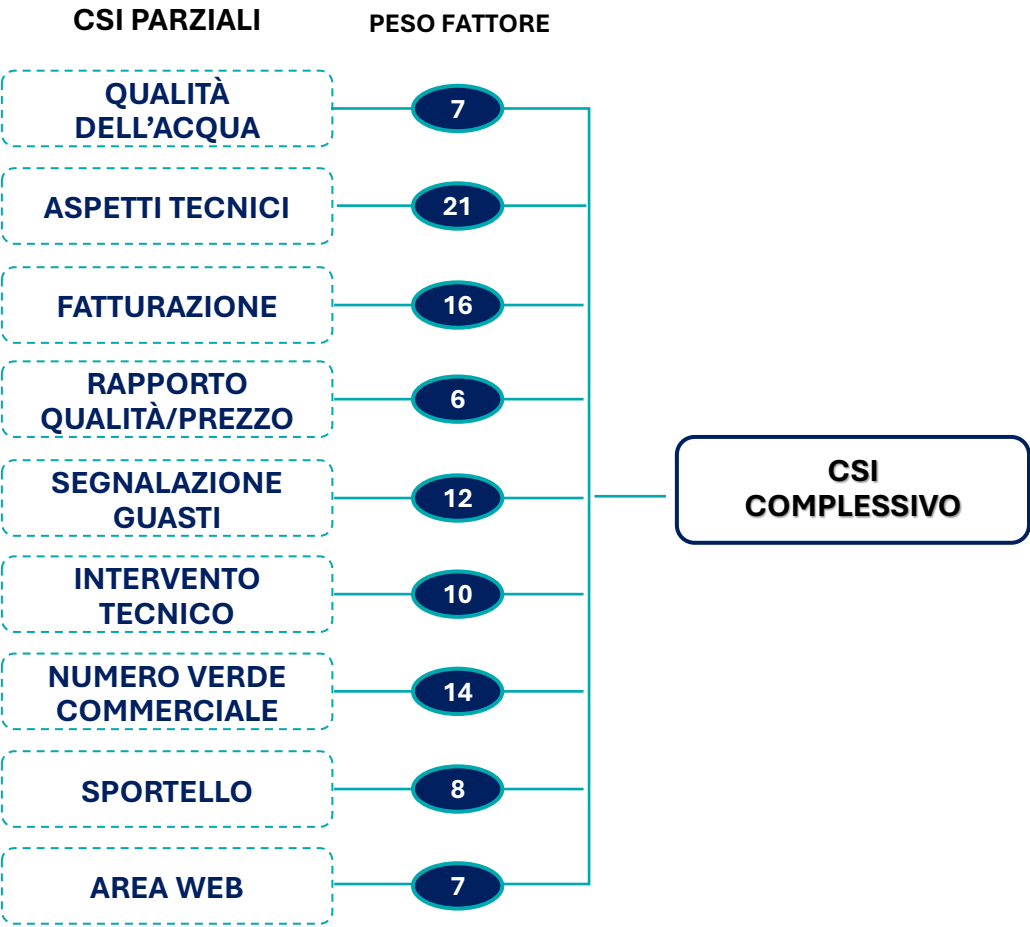 CSI PARZIALI
PESO FATTORE
QUALITÀ
DELL’ACQUA
7
ASPETTI TECNICI
21
FATTURAZIONE
16
RAPPORTO
QUALITÀ/PREZZO
6
SEGNALAZIONE
GUASTI
12
INTERVENTO
TECNICO
10
NUMERO VERDE
COMMERCIALE
14
SPORTELLO
8
AREA WEB
7
CSI
COMPLESSIVO